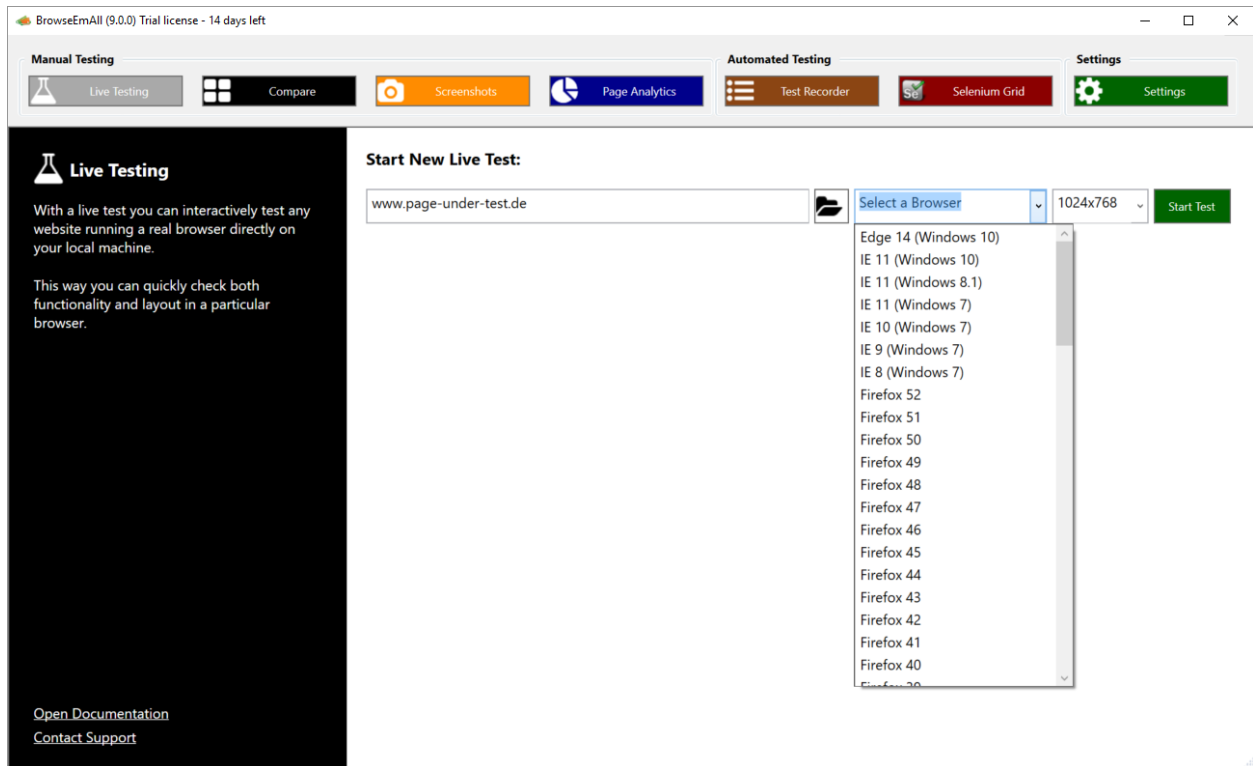 BrowseEmAll (9.0.0) Trial license - 14 days left
Manual Testing
Automated Testing
Settings
Live Testing
Compare
Screenshots
Page Analytics
Test Recorder
Se
Selenium Grid
Settings
Live Testing
With a live test you can interactively test any
website running a real browser directly on
your local machine.
This way you can quickly check both
functionality and layout in a particular
browser.
Open Documentation
Contact Support
Start New Live Test:
www.page-under-test.de
Select a Browser
1024x768
Start Test
Edge 14 (Windows 10)
IE 11 (Windows 10)
IE 11 (Windows 8.1)
IE 11 (Windows 7)
IE 10 (Windows 7)
IE 9 (Windows 7)
IE 8 (Windows 7)
Firefox 52
Firefox 51
Firefox 50
Firefox 49
Firefox 48
Firefox 47
Firefox 46
Firefox 45
Firefox 44
Firefox 43
Firefox 42
Firefox 41
Firefox 40